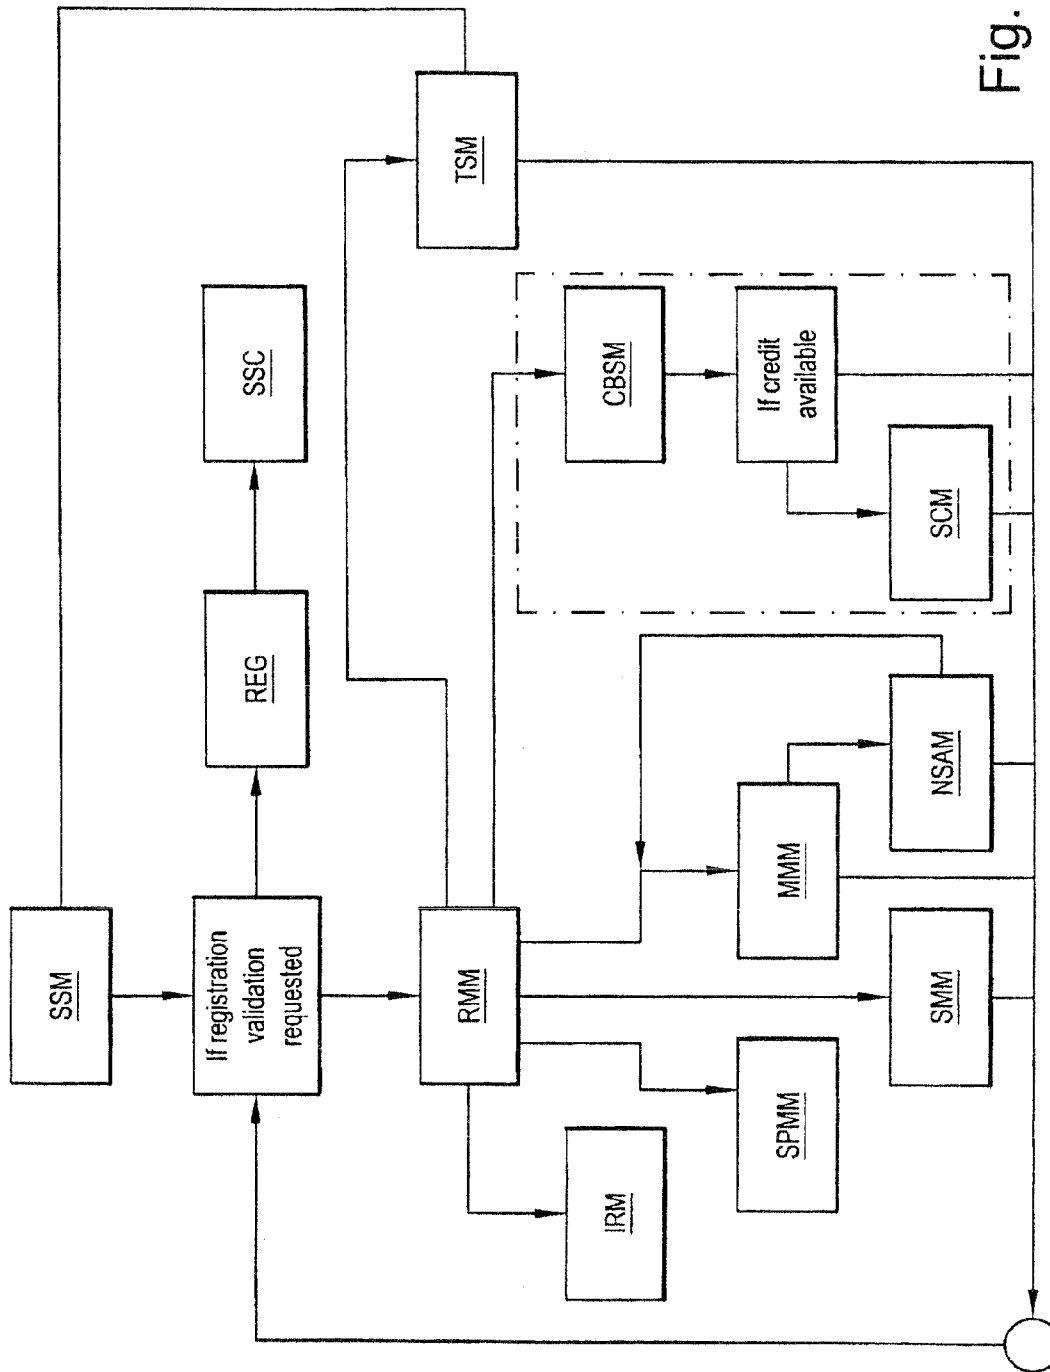 SSM
If registration
validation
requested
REG
SSC
RMM
TSM
IRM
SPMM
SMM
MMM
NSAM
CBSM
If credit
available
SCM
Fig.